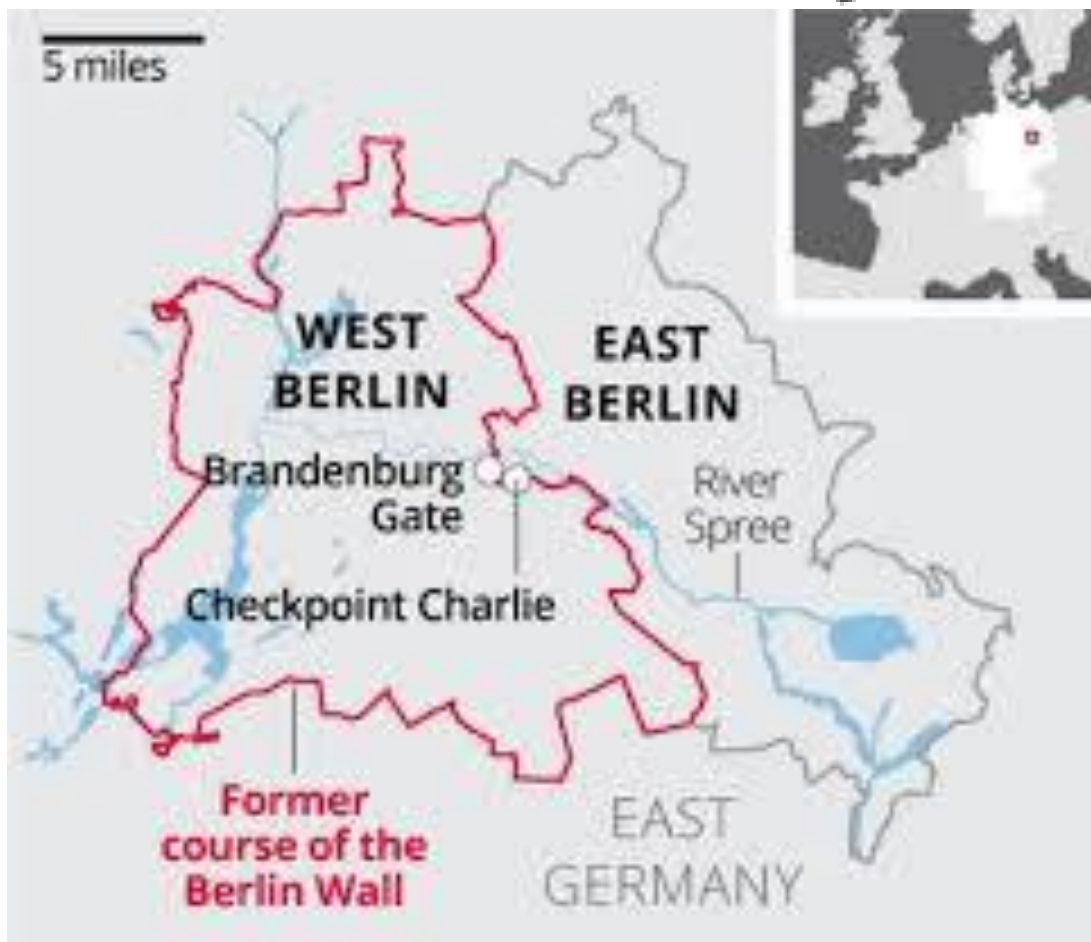 5 miles
WEST
BERLIN
EAST
BERLIN
Brandenburg
Gate
River
Spree
Checkpoint Charlie
Former
course of the
Berlin Wall
EAST
GERMANY